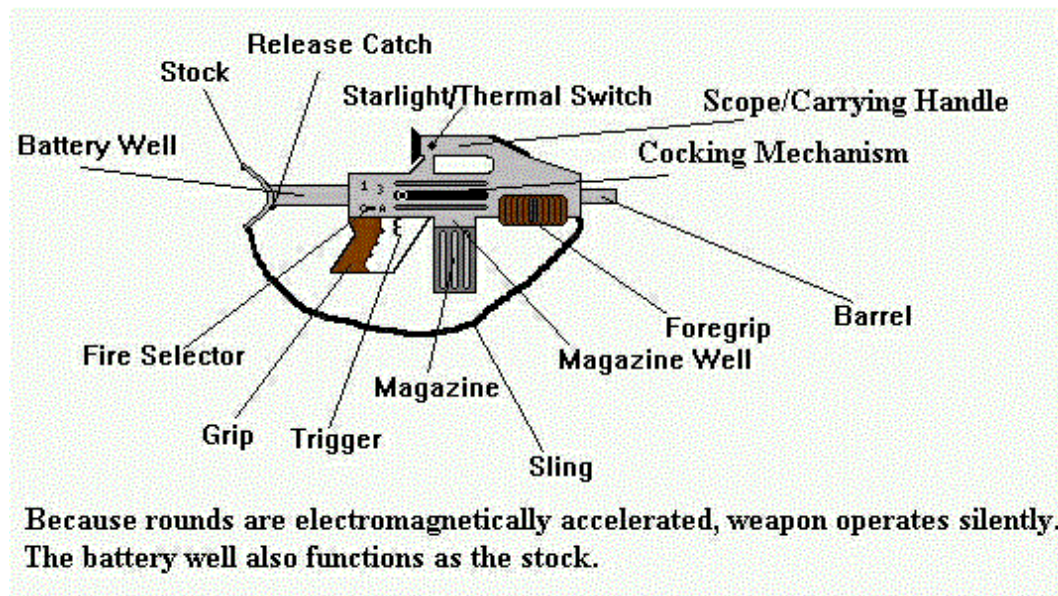 Release Catch
Stock
Starlight/Thermal Switch
Scope/Carrying Handle
Battery Well
Cocking Mechanism
1 3
A
Barrel
Foregrip
Fire Selector
Magazine Well
Magazine
Grip
Trigger
Sling
Because rounds are electromagnetically accelerated, weapon operates silently.
The battery well also functions as the stock.